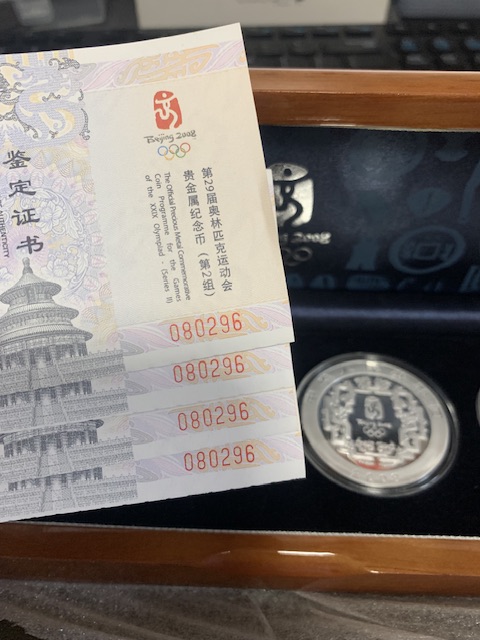 鉴定证书
Beijing 2008
第29届奥林匹克运动会
贵金属纪念币（第2组）
The Official Precious Metal Commemorative
Coin Programme for the Games
of the XXIX Olympiad - (Series II)
080296
080296
080296
080296
2008